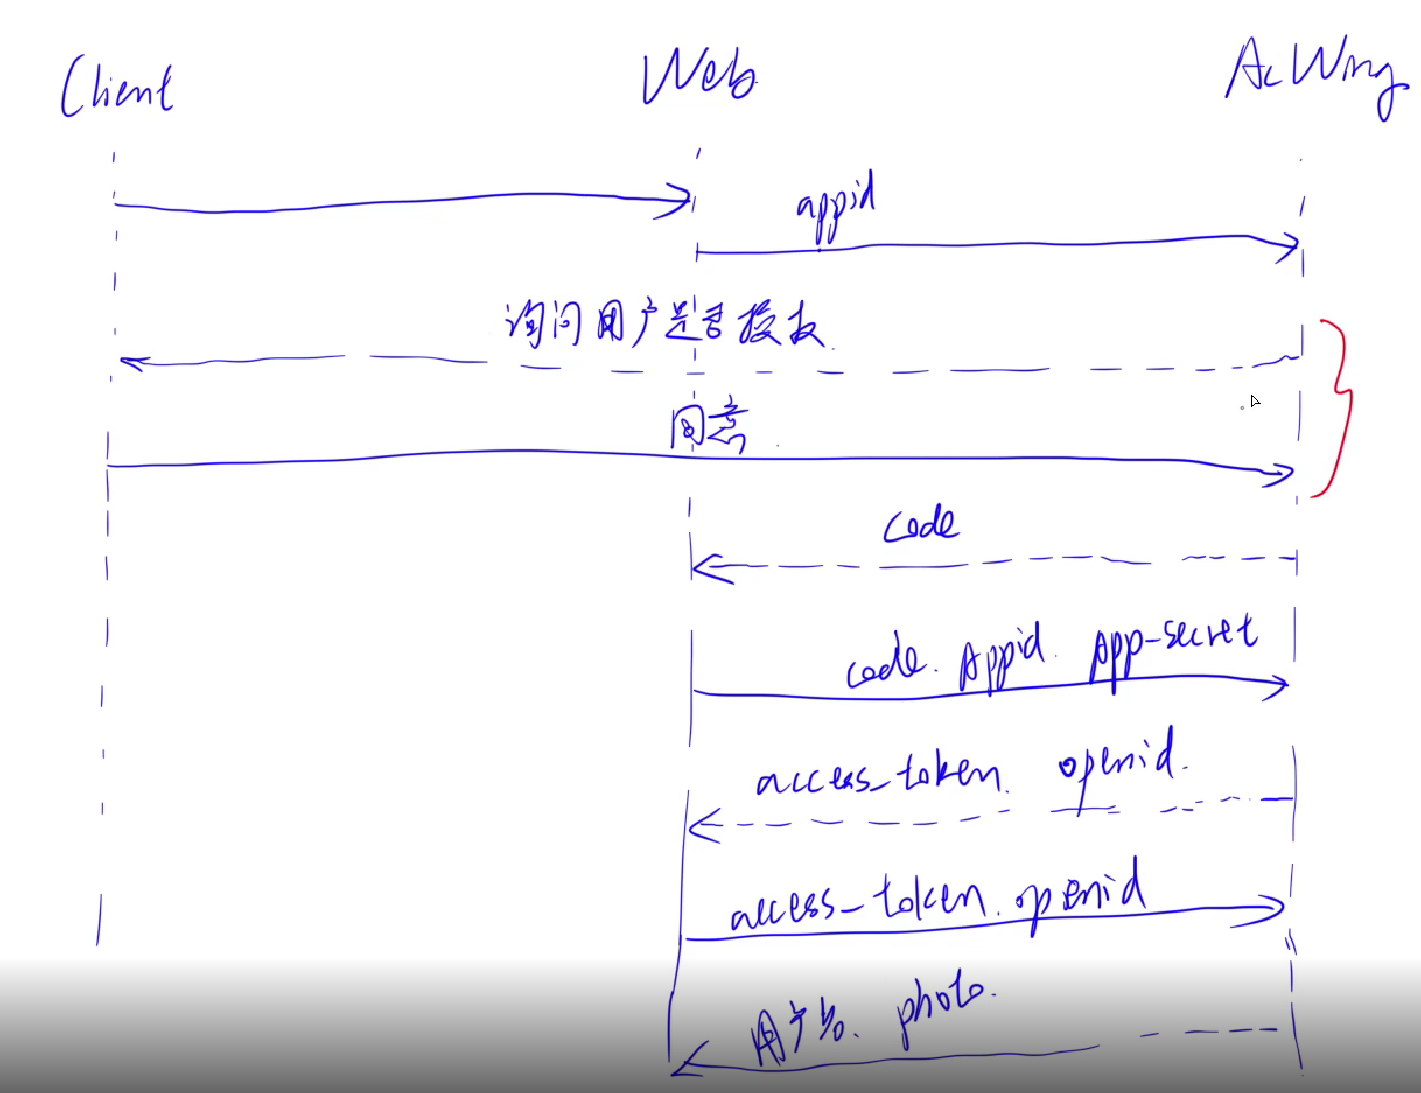 Client Web AcWing
appid
询问用户是否授权
同意
code
code. Appid. App-secret
access_token. openid.
access_token. openid
用户名. photo.